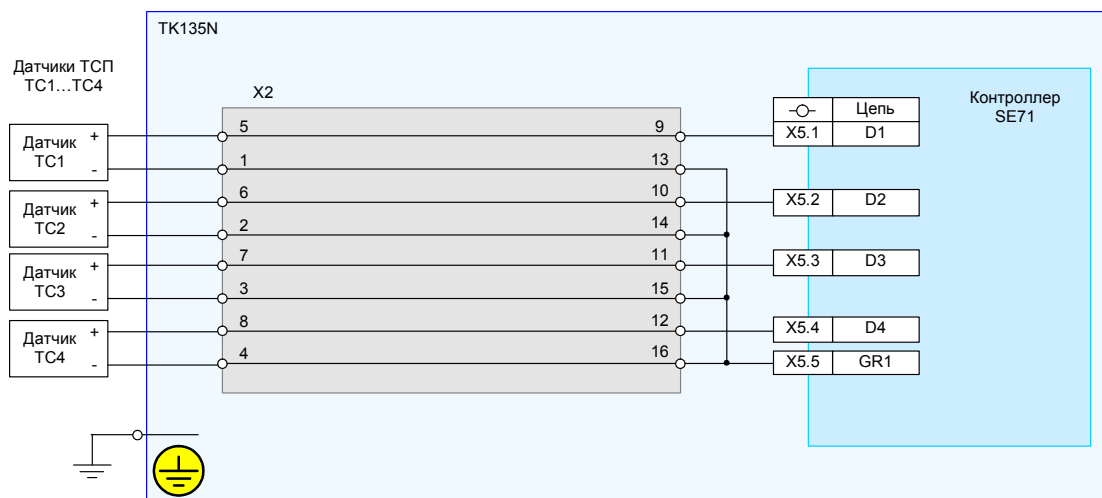 TK135N
Датчики ТСП
ТС1...ТС4
X2
Контроллер
SE71
Цепь
Датчик
ТС1
+
-
5
9
X5.1
D1
1
13
Датчик
ТС2
+
-
6
10
X5.2
D2
2
14
Датчик
ТС3
+
-
7
11
X5.3
D3
3
15
Датчик
ТС4
+
-
8
12
X5.4
D4
4
16
X5.5
GR1